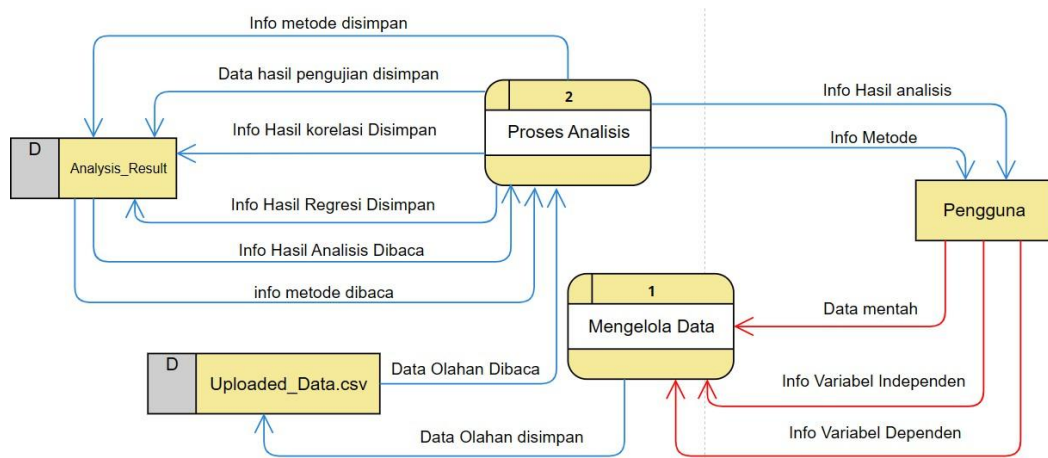 Info metode disimpan
Data hasil pengujian disimpan
2
Info Hasil analisis
Proses Analisis
Info Hasil korelasi Disimpan
Info Metode
D
Analysis_Result
Info Hasil Regresi Disimpan
Pengguna
Info Hasil Analisis Dibaca
info metode dibaca
1
Data mentah
Mengelola Data
D
Uploaded_Data.csv
Data Olahan Dibaca
Info Variabel Independen
Data Olahan disimpan
Info Variabel Dependen